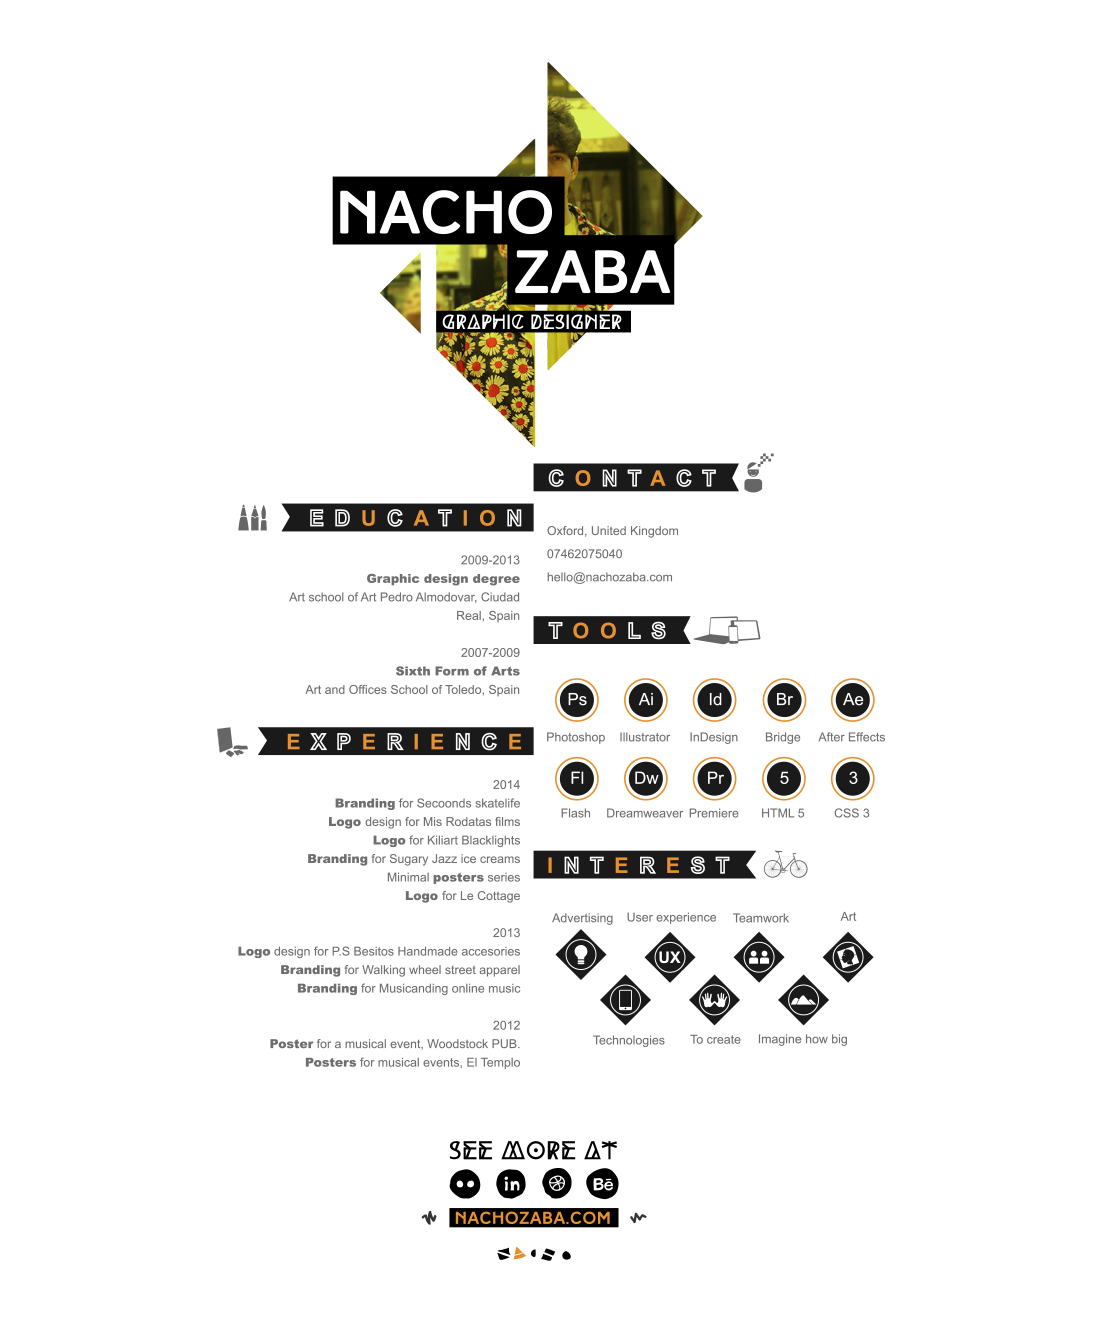 NACHO
ZABA
GRAPHIC DESIGNER
CONTACT
Oxford, United Kingdom
07462075040
hello@nachozaba.com
EDUCATION
2009-2013
Graphic design degree
Art school of Art Pedro Almodovar, Ciudad
Real, Spain
2007-2009
Sixth Form of Arts
Art and Offices School of Toledo, Spain
TOOLS
Ps Ai Id Br Ae
Photoshop Illustrator InDesign Bridge After Effects
Fl Dw Pr 5 3
Flash Dreamweaver Premiere HTML 5 CSS 3
EXPERIENCE
2014
Branding for Secoonds skatelife
Logo design for Mis Rodatas films
Logo for Kiliart Blacklights
Branding for Sugary Jazz ice creams
Minimal posters series
Logo for Le Cottage
2013
Logo design for P.S Besitos Handmade accesories
Branding for Walking wheel street apparel
Branding for Musicanding online music
2012
Poster for a musical event, Woodstock PUB.
Posters for musical events, El Templo
INTEREST
Advertising User experience Teamwork Art
UX
Technologies To create Imagine how big
SEE MORE AT
in Bē
NACHOZABA.COM